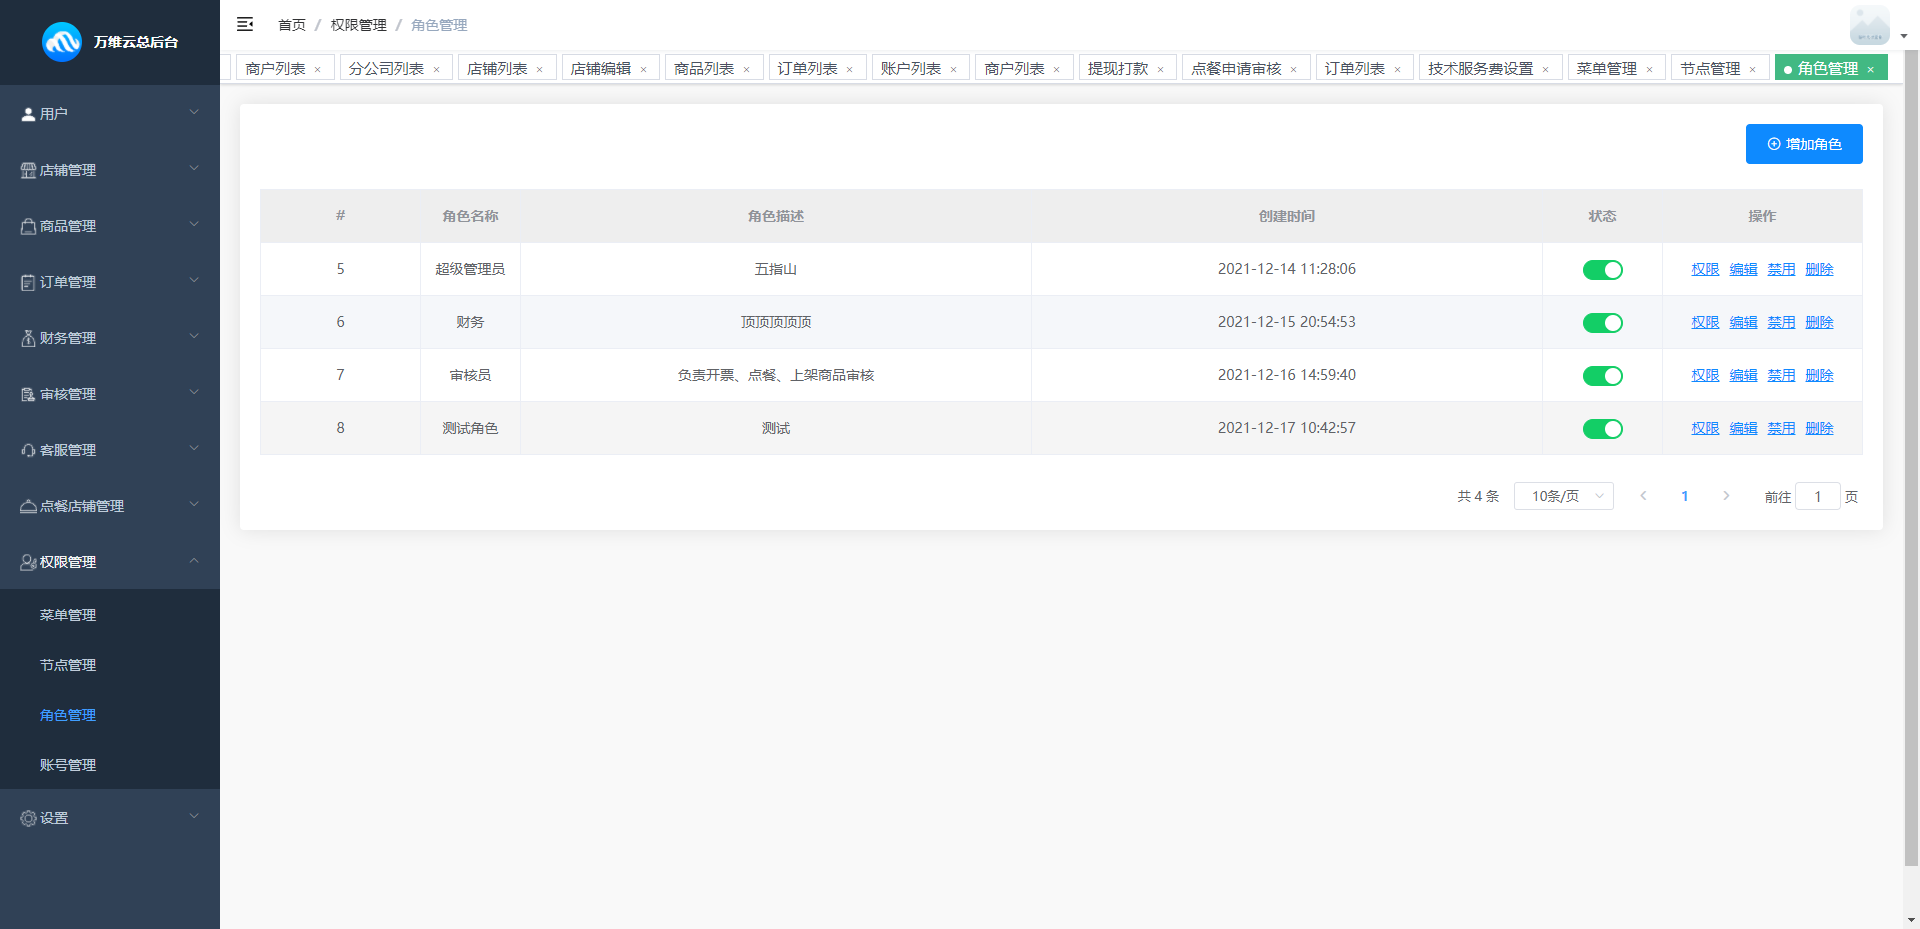 万维云总后台
用户
店铺管理
商品管理
订单管理
财务管理
审核管理
客服管理
点餐店铺管理
权限管理
菜单管理
节点管理
角色管理
账号管理
设置
首页 / 权限管理 / 角色管理
商户列表 × 分公司列表 × 店铺列表 × 店铺编辑 × 商品列表 × 订单列表 × 账户列表 × 商户列表 × 提现打款 × 点餐申请审核 × 订单列表 × 技术服务费设置 × 菜单管理 × 节点管理 × 角色管理 ×
增加角色
# 角色名称 角色描述 创建时间 状态 操作
5 超级管理员 五指山 2021-12-14 11:28:06 权限 编辑 禁用 删除
6 财务 顶顶顶顶顶 2021-12-15 20:54:53 权限 编辑 禁用 删除
7 审核员 负责开票、点餐、上架商品审核 2021-12-16 14:59:40 权限 编辑 禁用 删除
8 测试角色 测试 2021-12-17 10:42:57 权限 编辑 禁用 删除
共 4 条 10条/页 1 前往 1 页